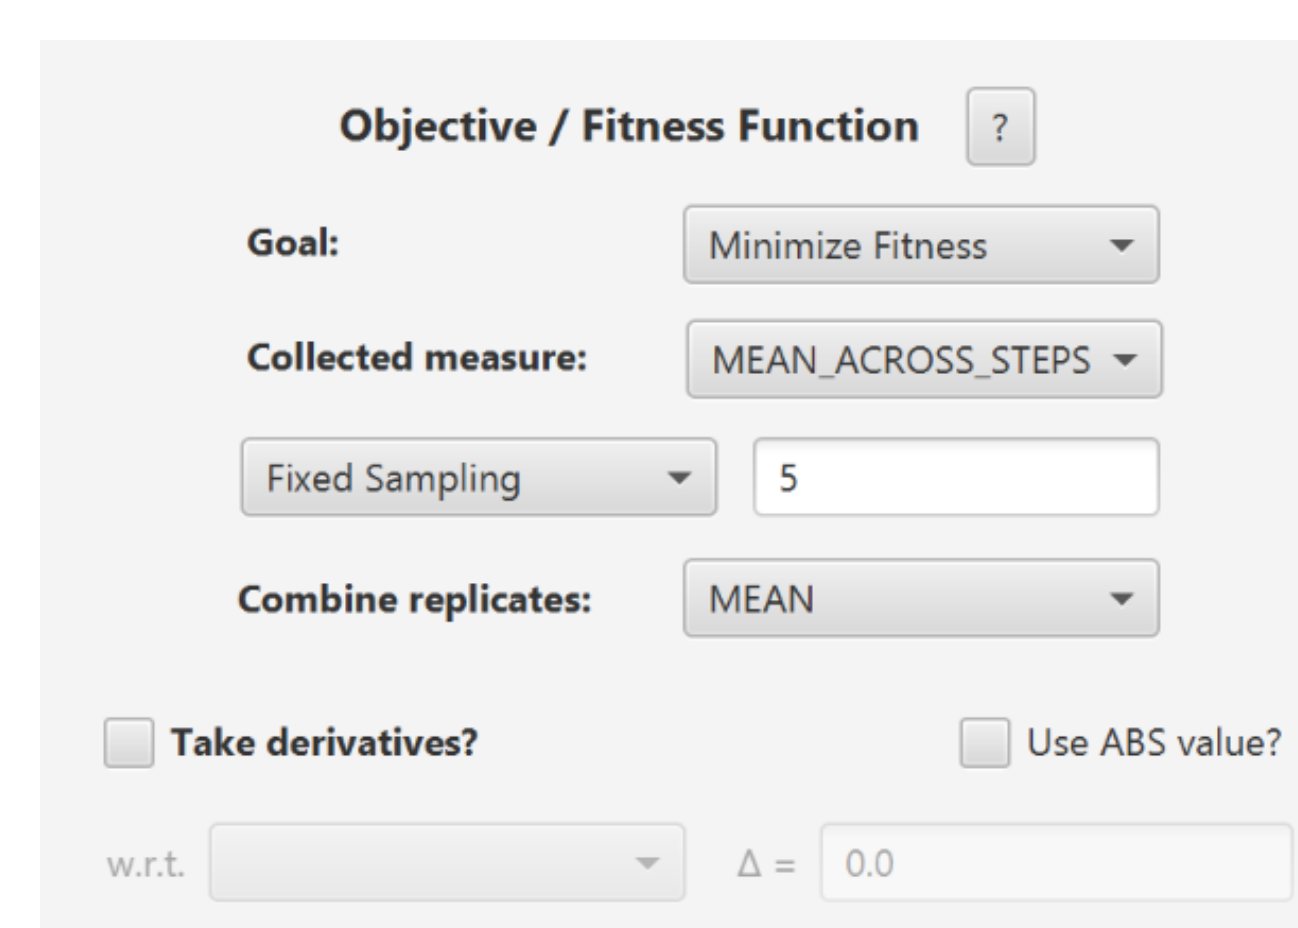 Objective / Fitness Function ?
Goal: Minimize Fitness
Collected measure: MEAN_ACROSS_STEPS
Fixed Sampling 5
Combine replicates: MEAN
Take derivatives? Use ABS value?
w.r.t. Δ = 0.0